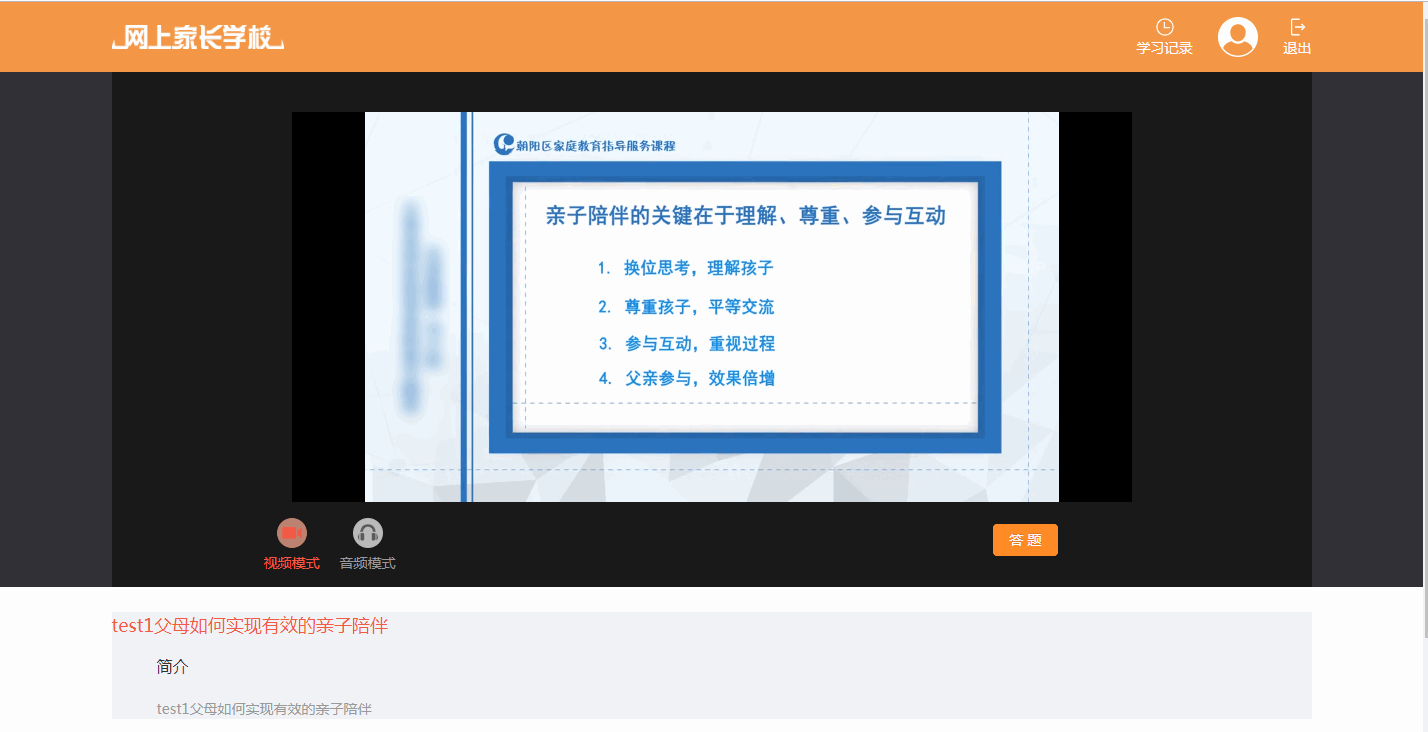 网上家长学校
学习记录
退出
朝阳区家庭教育指导服务课程
亲子陪伴的关键在于理解、尊重、参与互动
1. 换位思考，理解孩子
2. 尊重孩子，平等交流
3. 参与互动，重视过程
4. 父亲参与，效果倍增
视频模式
音频模式
答题
test1父母如何实现有效的亲子陪伴
简介
test1父母如何实现有效的亲子陪伴